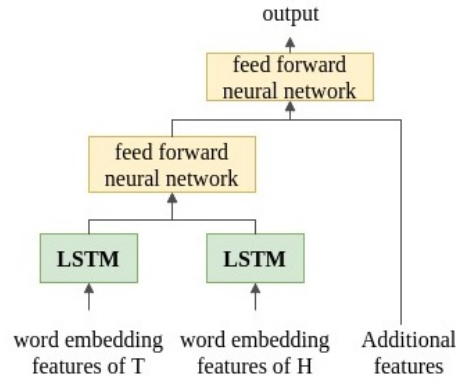 output
feed forward
neural network
feed forward
neural network
LSTM
LSTM
word embedding
features of T
word embedding
features of H
Additional
features